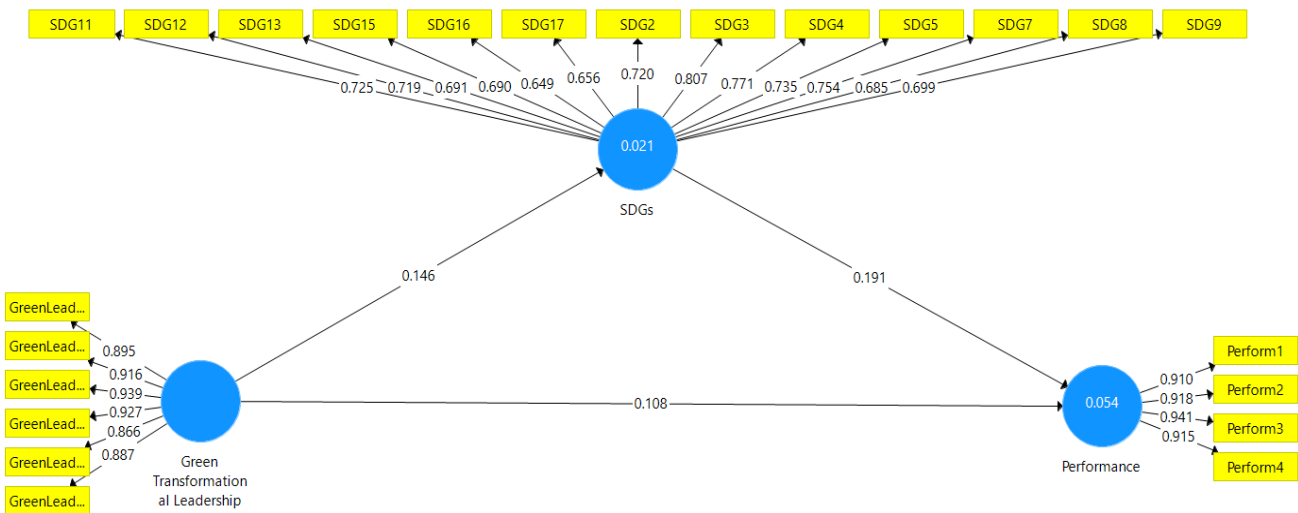 SDG11 SDG12 SDG13 SDG15 SDG16 SDG17 SDG2 SDG3 SDG4 SDG5 SDG7 SDG8 SDG9
0.725 0.719 0.691 0.690 0.649 0.656 0.720 0.807 0.771 0.735 0.754 0.685 0.699
0.021
SDGs
0.146
0.191
GreenLead...
GreenLead...
GreenLead...
GreenLead...
GreenLead...
GreenLead...
0.895
0.916
0.939
0.927
0.866
0.887
Green
Transformation
al Leadership
0.108
0.054
Performance
0.910
0.918
0.941
0.915
Perform1
Perform2
Perform3
Perform4